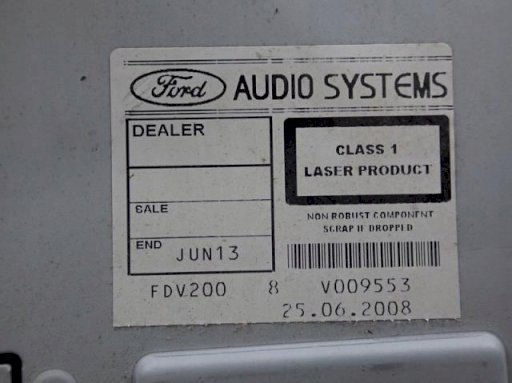 Ford AUDIO SYSTEMS
DEALER
CLASS 1
LASER PRODUCT
SALE
NON ROBUST COMPONENT
SCRAP IF DROPPED
END JUN13
FDV200 8 V009553
25.06.2008